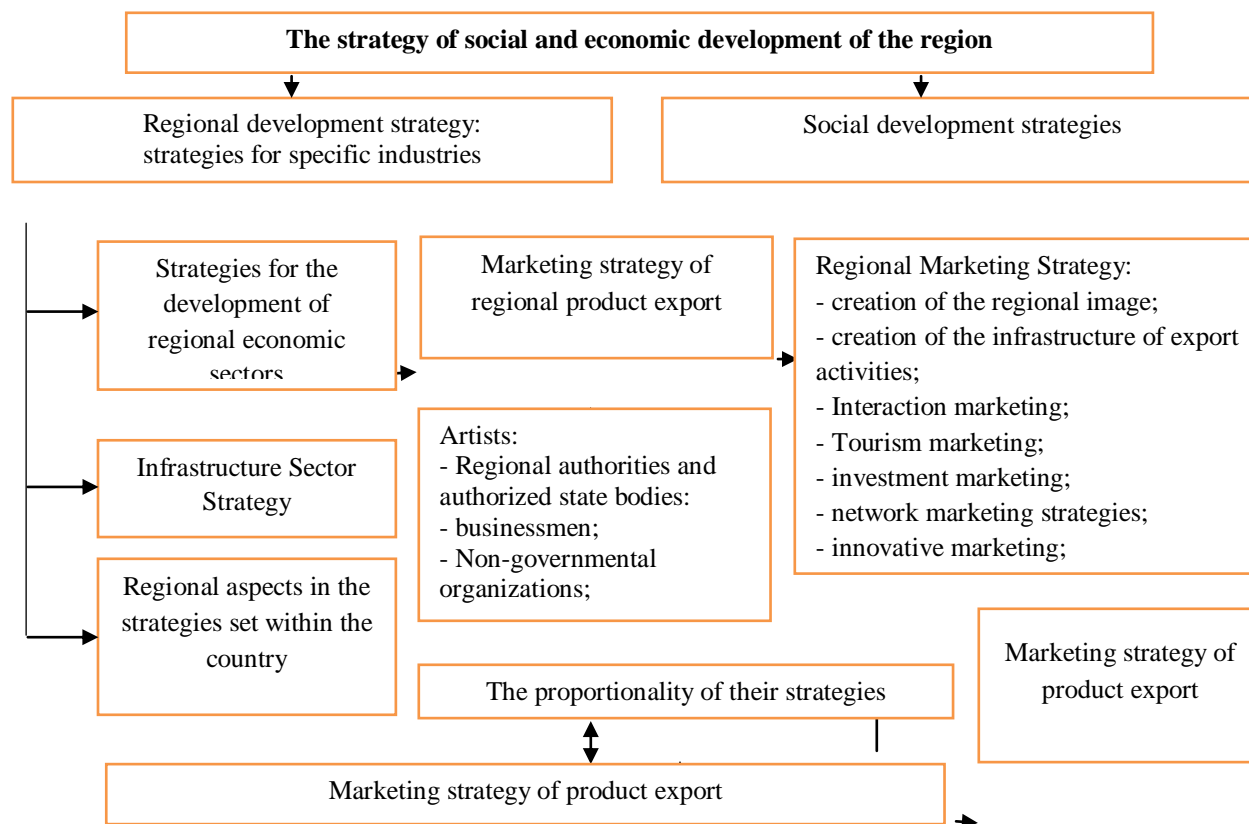 The strategy of social and economic development of the region
Regional development strategy:
strategies for specific industries
Social development strategies
Strategies for the
development of
regional economic
sectors
Marketing strategy of
regional product export
Regional Marketing Strategy:
- creation of the regional image;
- creation of the infrastructure of export
activities;
- Interaction marketing;
- Tourism marketing;
- investment marketing;
- network marketing strategies;
- innovative marketing;
Infrastructure Sector
Strategy
Artists:
- Regional authorities and
authorized state bodies:
- businessmen;
- Non-governmental
organizations;
Regional aspects in the
strategies set within the
country
Marketing strategy of
product export
The proportionality of their strategies
Marketing strategy of product export